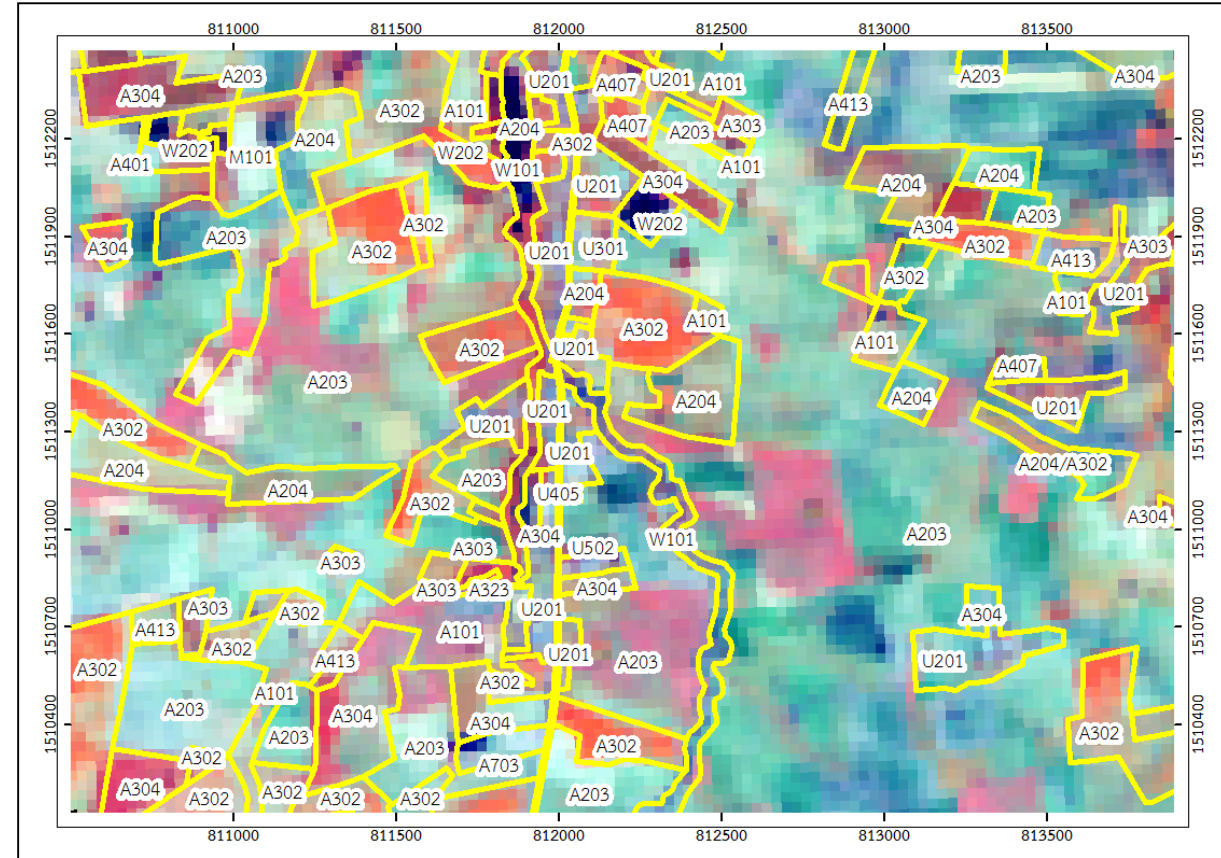 811000 811500 812000 812500 813000 813500
A203 U201 A407 U201 A101 A203 A304
A304 A302 A101 A413
1512200 A204 A204 A407 A203 A303 1512200
W202 M101 A302
A401 W202 W101 A101
A304 A204 A204
U201
1511900 A304 A203 A302 A302 W202 A304 A203 1511900
U201 U301 A302 A413 A303
A204 A302 A101 U201
1511600 A302 A302 A101 1511600
U201 A101
A203 A407
A204 A204 U201
1511300 A302 U201 U201 1511300
A204 U201 A204/A302
A204 A203 U405
A302 A304
1511000 A304 W101 A203 1511000
A303 A303 U502
A303 A323 A304
1510700 A303 A302 U201 A304 1510700
A413 A302 A101
A302 A413 U201 A203 U201
A203 A101 A302
1510400 A203 A304 A203 A304 A302 A302 1510400
A302 A703
A304 A302 A302 A302 A302 A203
811000 811500 812000 812500 813000 813500